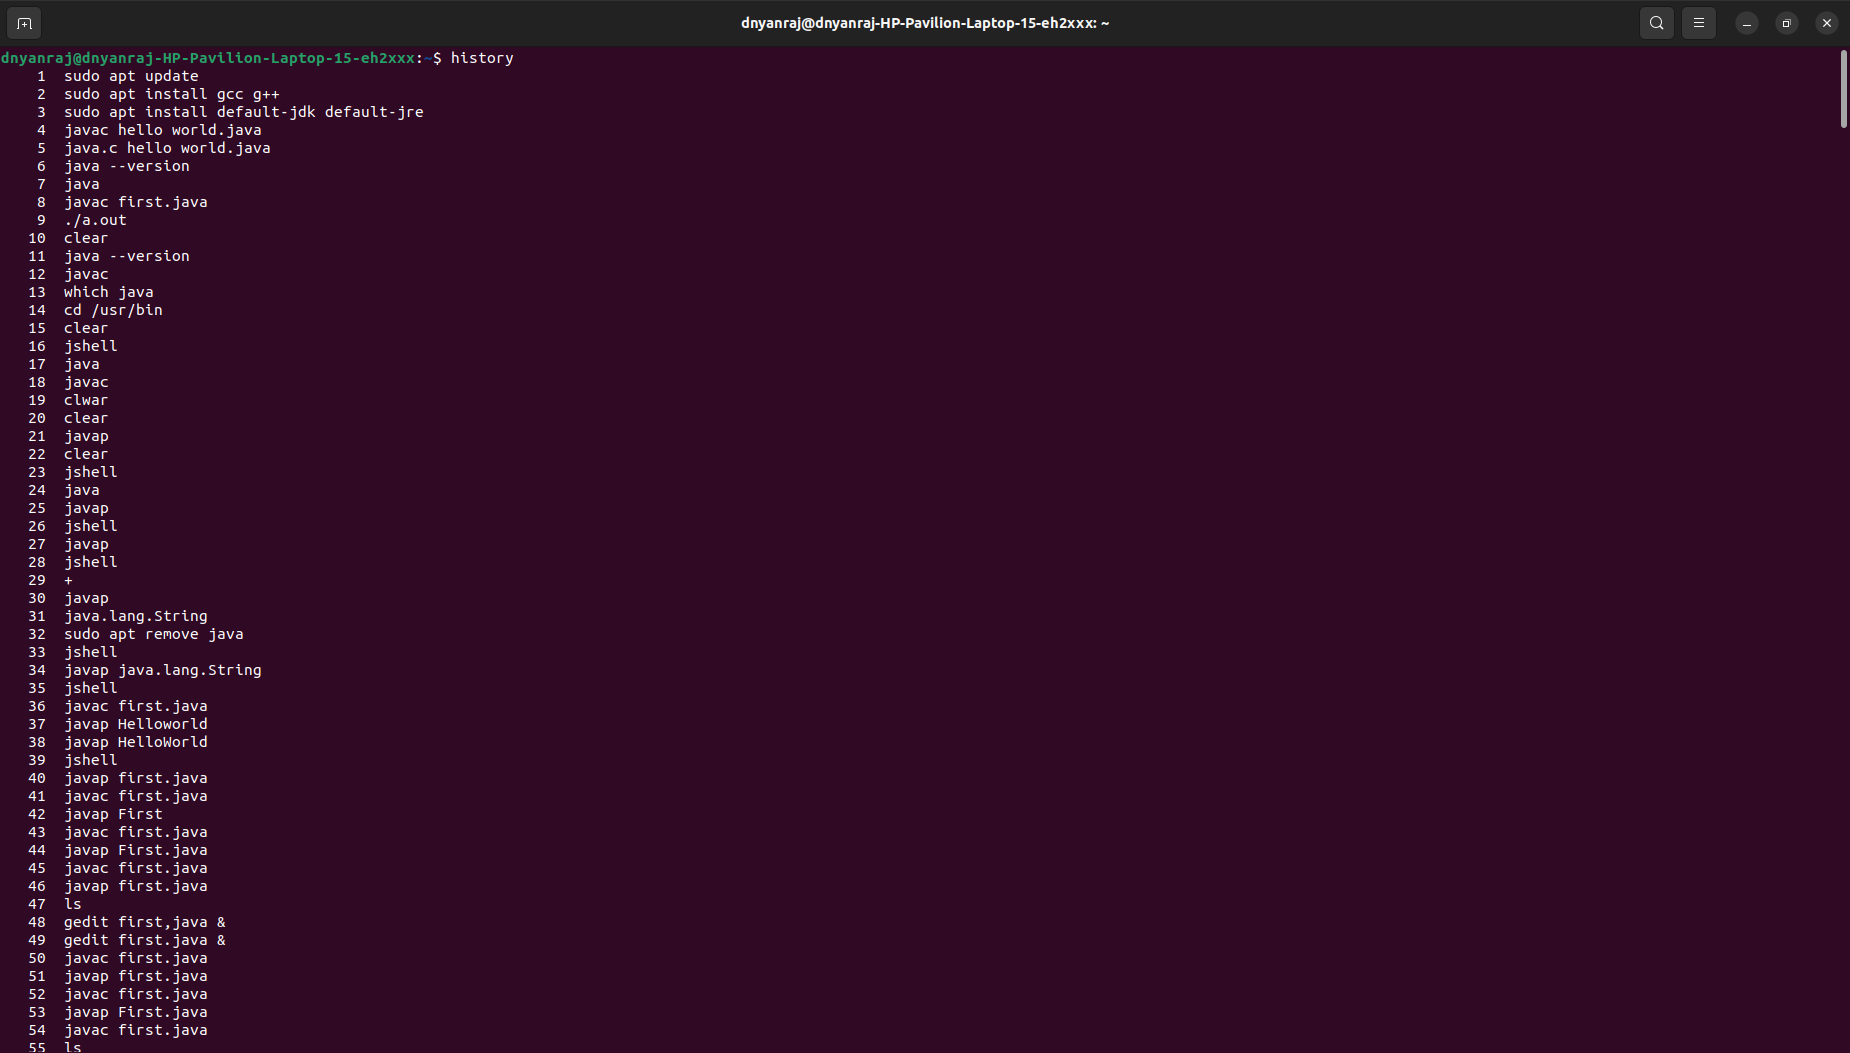 dnyanraj@dnyanraj-HP-Pavilion-Laptop-15-eh2xxx: ~
dnyanraj@dnyanraj-HP-Pavilion-Laptop-15-eh2xxx:~$ history
1 sudo apt update
2 sudo apt install gcc g++
3 sudo apt install default-jdk default-jre
4 javac hello world.java
5 java.c hello world.java
6 java --version
7 java
8 javac first.java
9 ./a.out
10 clear
11 java --version
12 javac
13 which java
14 cd /usr/bin
15 clear
16 jshell
17 java
18 javac
19 clwar
20 clear
21 javap
22 clear
23 jshell
24 java
25 javap
26 jshell
27 javap
28 jshell
29 +
30 javap
31 java.lang.String
32 sudo apt remove java
33 jshell
34 javap java.lang.String
35 jshell
36 javac first.java
37 javap Helloworld
38 javap HelloWorld
39 jshell
40 javap first.java
41 javac first.java
42 javap First
43 javac first.java
44 javap First.java
45 javac first.java
46 javap first.java
47 ls
48 gedit first,java &
49 gedit first.java &
50 javac first.java
51 javap first.java
52 javac first.java
53 javap First.java
54 javac first.java
55 ls